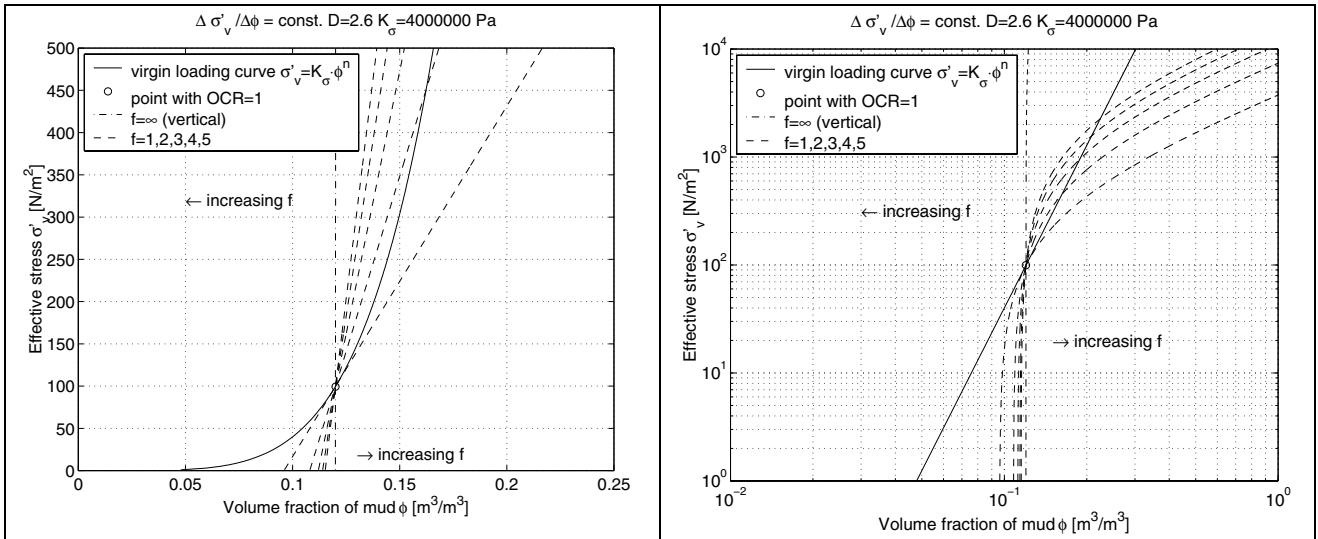 Δ σ'v /Δϕ = const. D=2.6 Kσ=4000000 Pa
500
450
400
350
300
250
200
150
100
50
0
Effective stress σ'v [N/m²]
virgin loading curve σ'v=Kσ·ϕⁿ
point with OCR=1
f=∞ (vertical)
f=1,2,3,4,5
← increasing f
→ increasing f
0
0.05
0.1
0.15
0.2
0.25
Volume fraction of mud ϕ [m³/m³]
Δ σ'v /Δϕ = const. D=2.6 Kσ=4000000 Pa
10⁴
10³
10²
10¹
10⁰
Effective stress σ'v [N/m²]
virgin loading curve σ'v=Kσ·ϕⁿ
point with OCR=1
f=∞ (vertical)
f=1,2,3,4,5
← increasing f
→ increasing f
10⁻²
10⁻¹
10⁰
Volume fraction of mud ϕ [m³/m³]